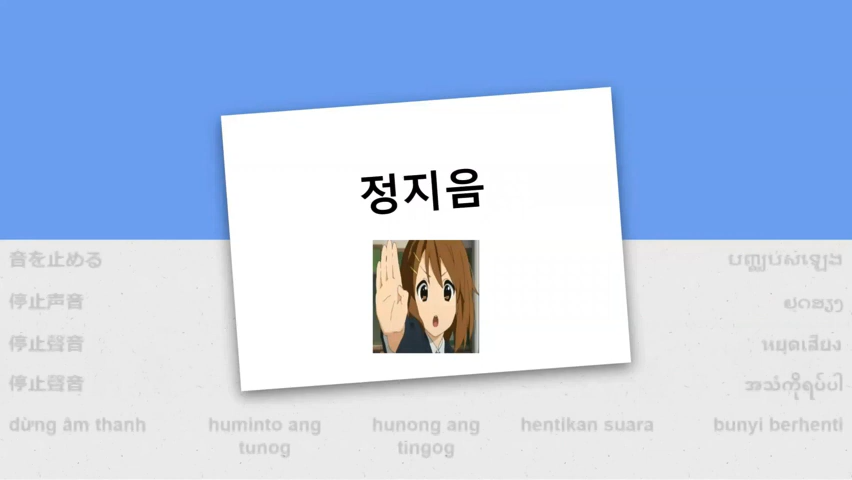 정지음
音を止める
停止声音
停止聲音
停止聲音
dừng âm thanh
huminto ang
tunog
hunong ang
tingog
hentikan suara
bunyi berhenti
បញ្ឈប់សំឡេង
ຢຸດສຽງ
หยุดเสียง
အသံကိုရပ်ပါ